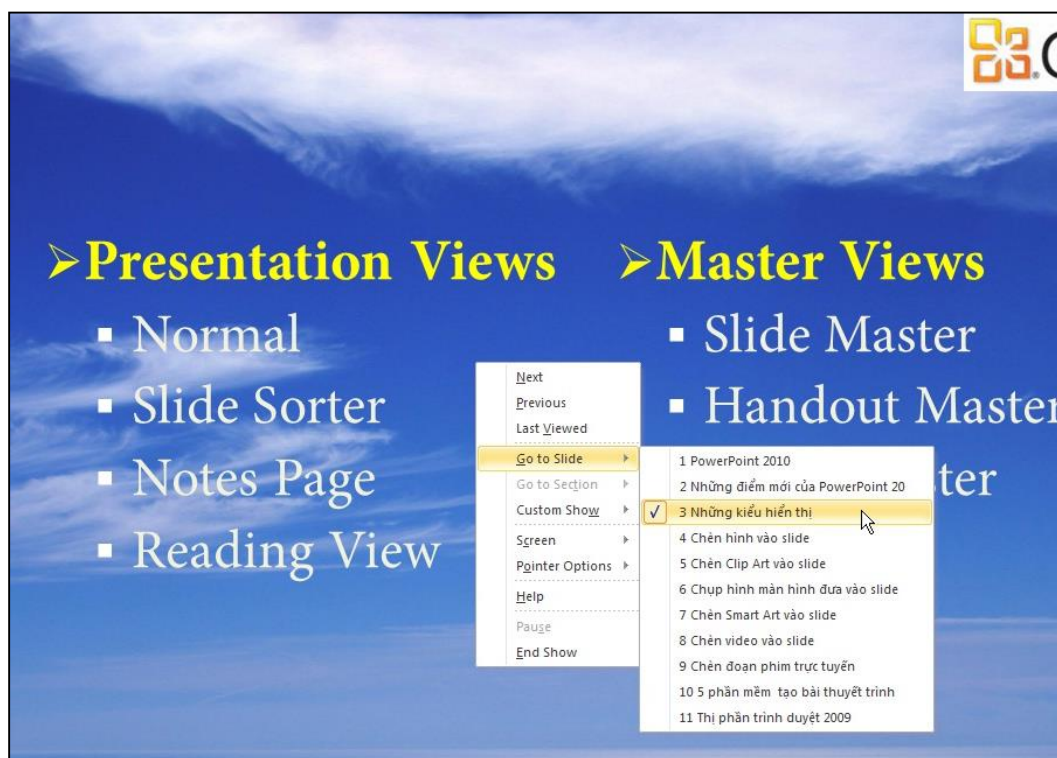 ➢Presentation Views
▪ Normal
▪ Slide Sorter
▪ Notes Page
▪ Reading View
➢Master Views
▪ Slide Master
▪ Handout Master
Next
Previous
Last Viewed
Go to Slide
Go to Section
Custom Show
Screen
Pointer Options
Help
Pause
End Show
1 PowerPoint 2010
2 Những điểm mới của PowerPoint 20
3 Những kiểu hiển thị
4 Chèn hình vào slide
5 Chèn Clip Art vào slide
6 Chụp hình màn hình đưa vào slide
7 Chèn Smart Art vào slide
8 Chèn video vào slide
9 Chèn đoạn phim trực tuyến
10 5 phần mềm tạo bài thuyết trình
11 Thị phần trình duyệt 2009